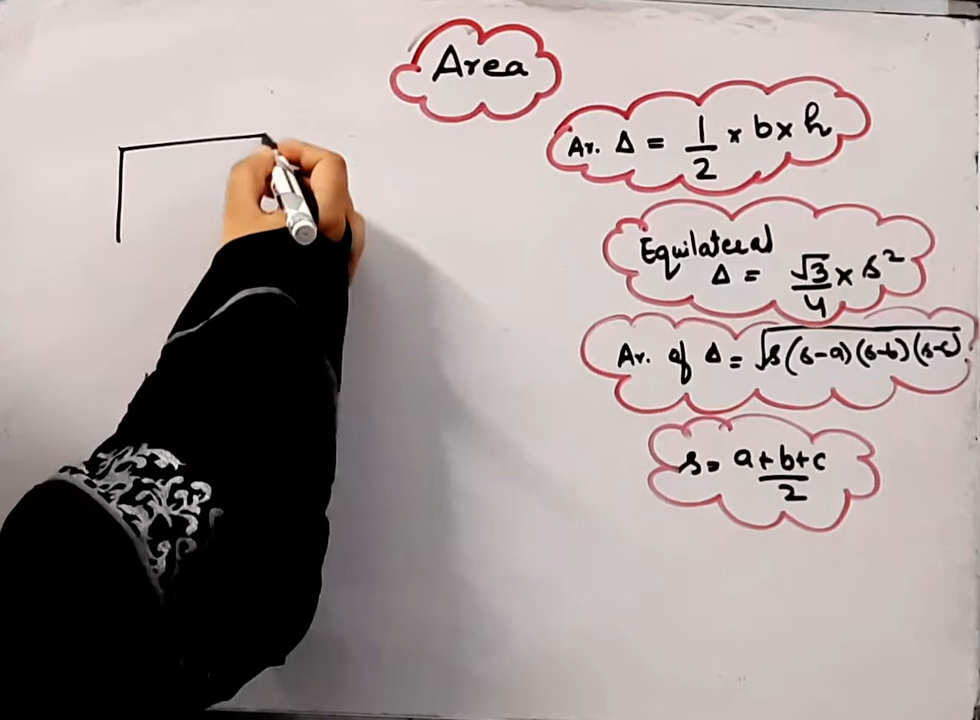 Area
Ar. Δ = 1/2 × b × h
Equilateral
Δ = √3/4 × s²
Ar. of Δ = √s(s-a)(s-b)(s-c)
s = a+b+c/2